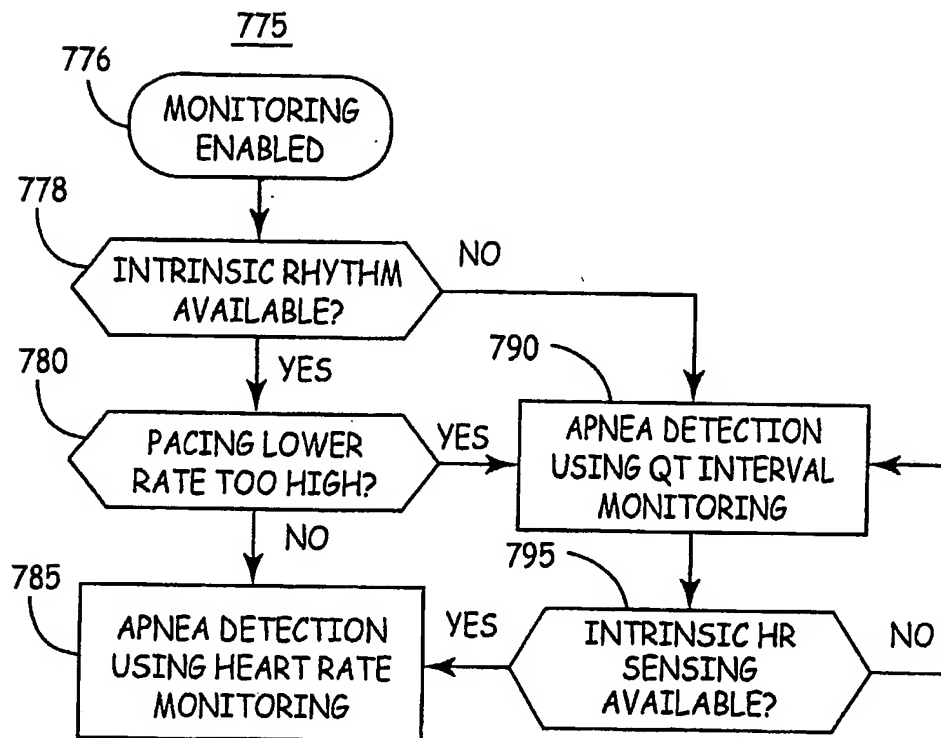 775
776
MONITORING
ENABLED
778
INTRINSIC RHYTHM
AVAILABLE?
NO
YES
780
PACING LOWER
RATE TOO HIGH?
YES
790
APNEA DETECTION
USING QT INTERVAL
MONITORING
NO
785
APNEA DETECTION
USING HEART RATE
MONITORING
YES
795
INTRINSIC HR
SENSING
AVAILABLE?
NO